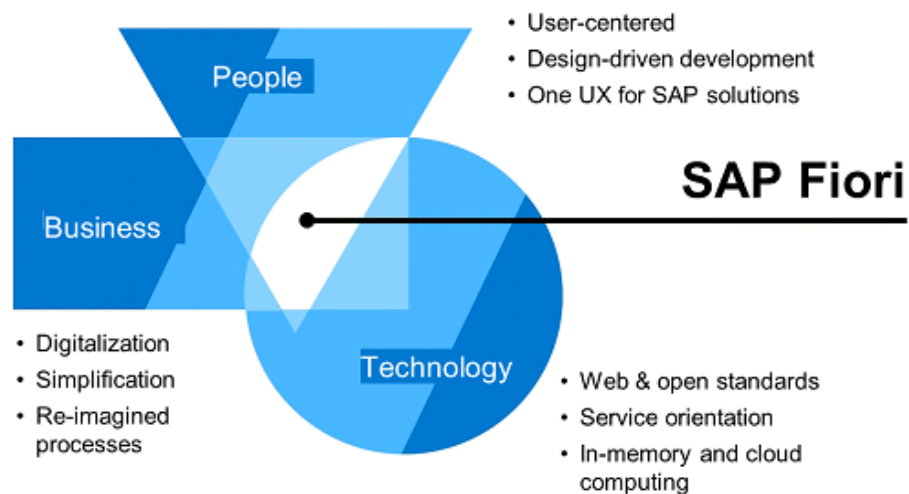 People
• User-centered
• Design-driven development
• One UX for SAP solutions
SAP Fiori
Business
• Digitalization
• Simplification
• Re-imagined
processes
Technology
• Web & open standards
• Service orientation
• In-memory and cloud
computing